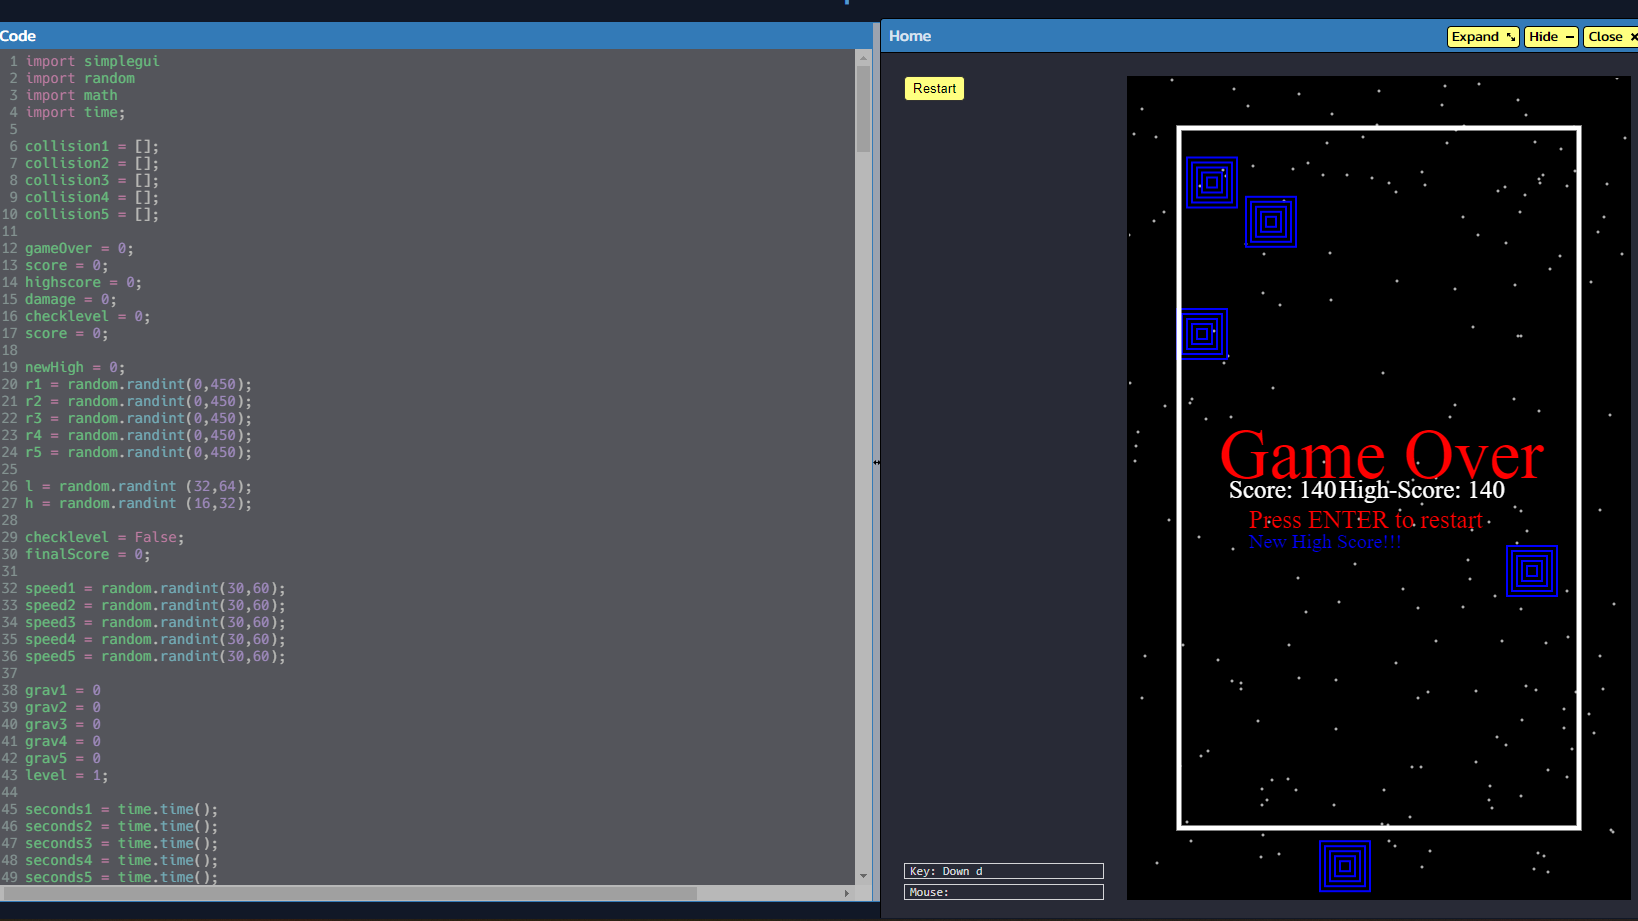 Code
1 import simplegui
2 import random
3 import math
4 import time;
5
6 collision1 = [];
7 collision2 = [];
8 collision3 = [];
9 collision4 = [];
10 collision5 = [];
11
12 gameOver = 0;
13 score = 0;
14 highscore = 0;
15 damage = 0;
16 checklevel = 0;
17 score = 0;
18
19 newHigh = 0;
20 r1 = random.randint(0,450);
21 r2 = random.randint(0,450);
22 r3 = random.randint(0,450);
23 r4 = random.randint(0,450);
24 r5 = random.randint(0,450);
25
26 l = random.randint (32,64);
27 h = random.randint (16,32);
28
29 checklevel = False;
30 finalScore = 0;
31
32 speed1 = random.randint(30,60);
33 speed2 = random.randint(30,60);
34 speed3 = random.randint(30,60);
35 speed4 = random.randint(30,60);
36 speed5 = random.randint(30,60);
37
38 grav1 = 0
39 grav2 = 0
40 grav3 = 0
41 grav4 = 0
42 grav5 = 0
43 level = 1;
44
45 seconds1 = time.time();
46 seconds2 = time.time();
47 seconds3 = time.time();
48 seconds4 = time.time();
49 seconds5 = time.time();
Home
Expand
Hide
Close
Restart
Game Over
Score: 140 High-Score: 140
Press ENTER to restart
New High Score!!!
Key: Down d
Mouse: